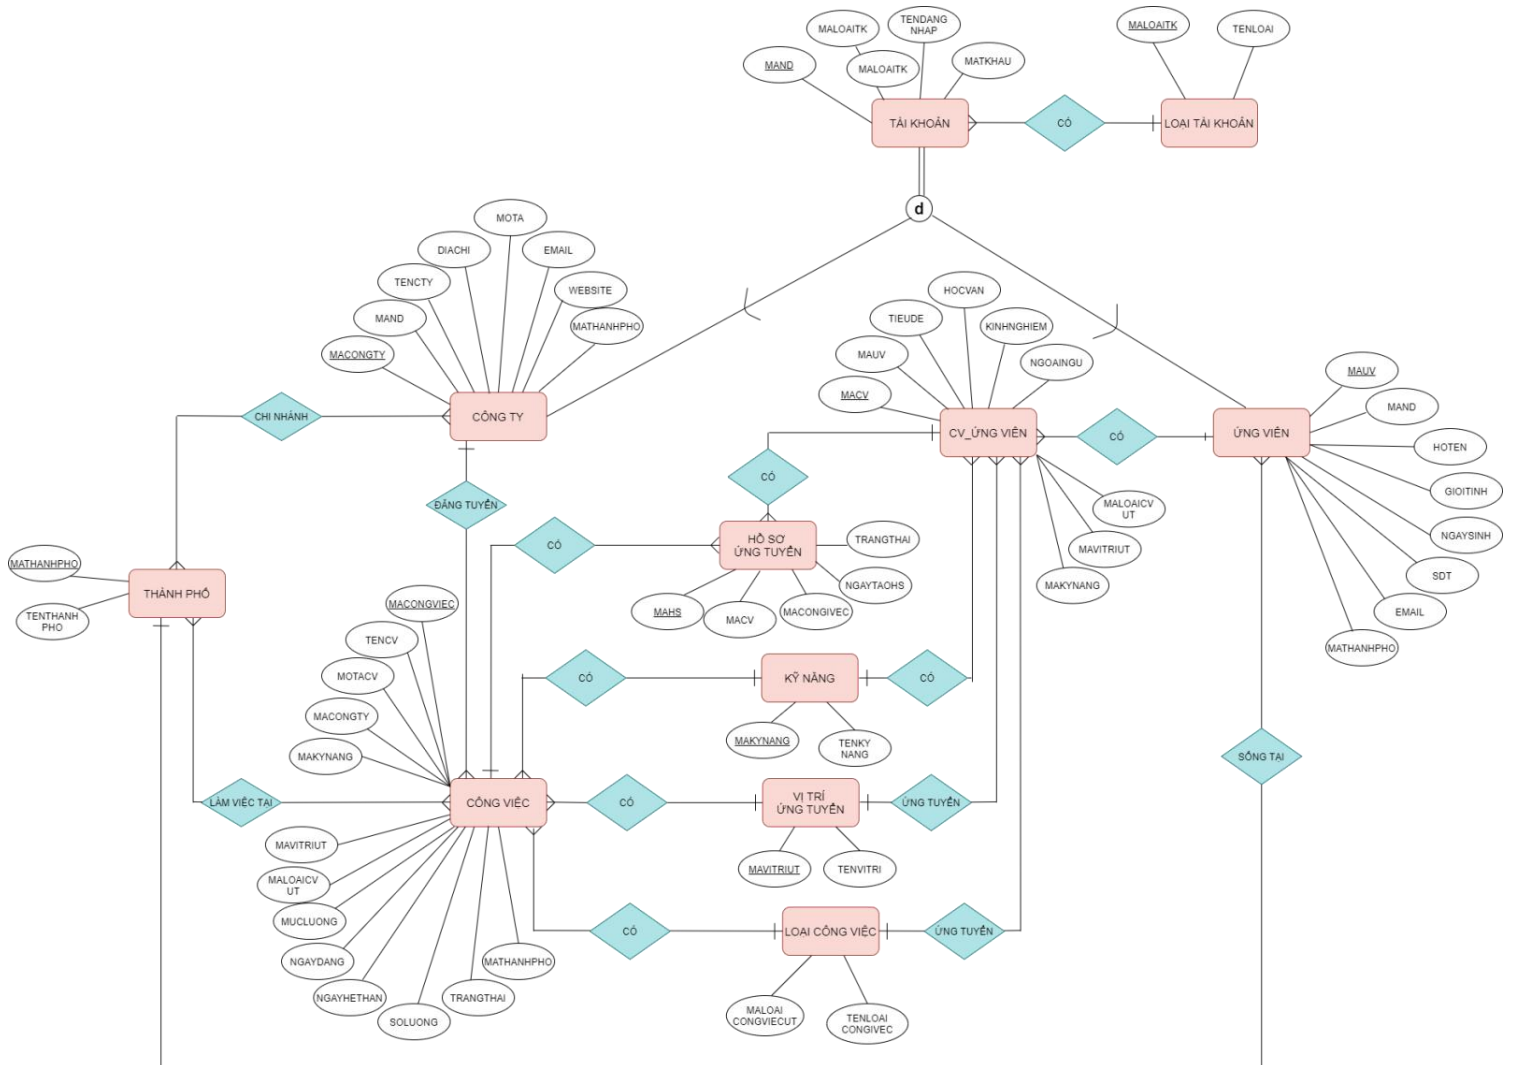 TENDANG
NHAP
MALOAITK
MALOAITK
TENLOAI
MAND
MALOAITK
MATKHAU
TÀI KHOẢN
CÓ
LOẠI TÀI KHOẢN
d
MOTA
DIACHI
EMAIL
TENCTY
WEBSITE
MAND
MATHANHPHO
MACONGTY
HOCVAN
TIEUDE
KINHNGHIEM
MAUV
NGOAINGU
MACV
MAUV
MAND
CHI NHÁNH
CÔNG TY
CV_ỨNG VIÊN
CÓ
ỨNG VIÊN
HOTEN
GIOITINH
NGAYSINH
SDT
EMAIL
MATHANHPHO
CÓ
ĐĂNG TUYỂN
MALOAICV
UT
MAVITRIUT
MAKYNANG
CÓ
HỒ SƠ
ỨNG TUYỂN
TRANGTHAI
NGAYTAOHS
MACONGIVEC
MACV
MAHS
MATHANHPHO
THÀNH PHỐ
TENTHANH
PHO
MACONGVIEC
TENCV
MOTACV
MACONGTY
MAKYNANG
CÓ
KỸ NĂNG
CÓ
MAKYNANG
TENKY
NANG
SỐNG TẠI
LÀM VIỆC TẠI
CÔNG VIỆC
CÓ
VỊ TRÍ
ỨNG TUYỂN
ỨNG TUYỂN
MAVITRIUT
TENVITRI
MAVITRIUT
MALOAICV
UT
MUCLUONG
NGAYDANG
NGAYHETHAN
SOLUONG
TRANGTHAI
MATHANHPHO
CÓ
LOẠI CÔNG VIỆC
ỨNG TUYỂN
MALOAI
CONGVIECUT
TENLOAI
CONGIVEC